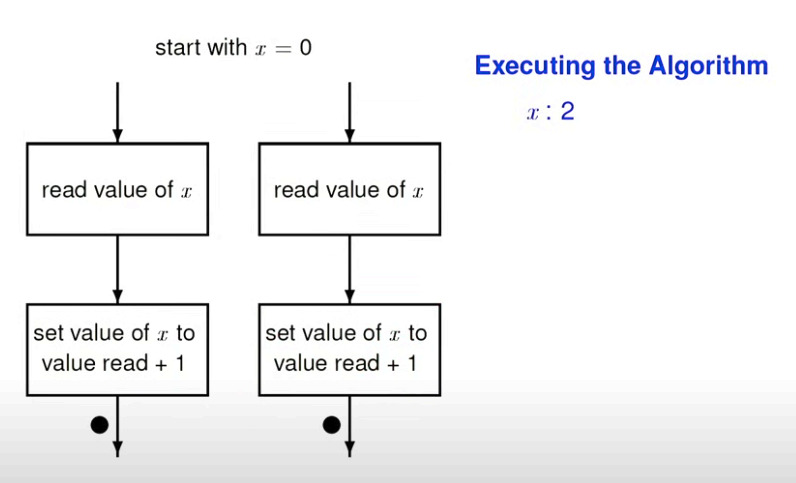 start with x = 0
Executing the Algorithm
x : 2
read value of x
read value of x
set value of x to
value read + 1
set value of x to
value read + 1